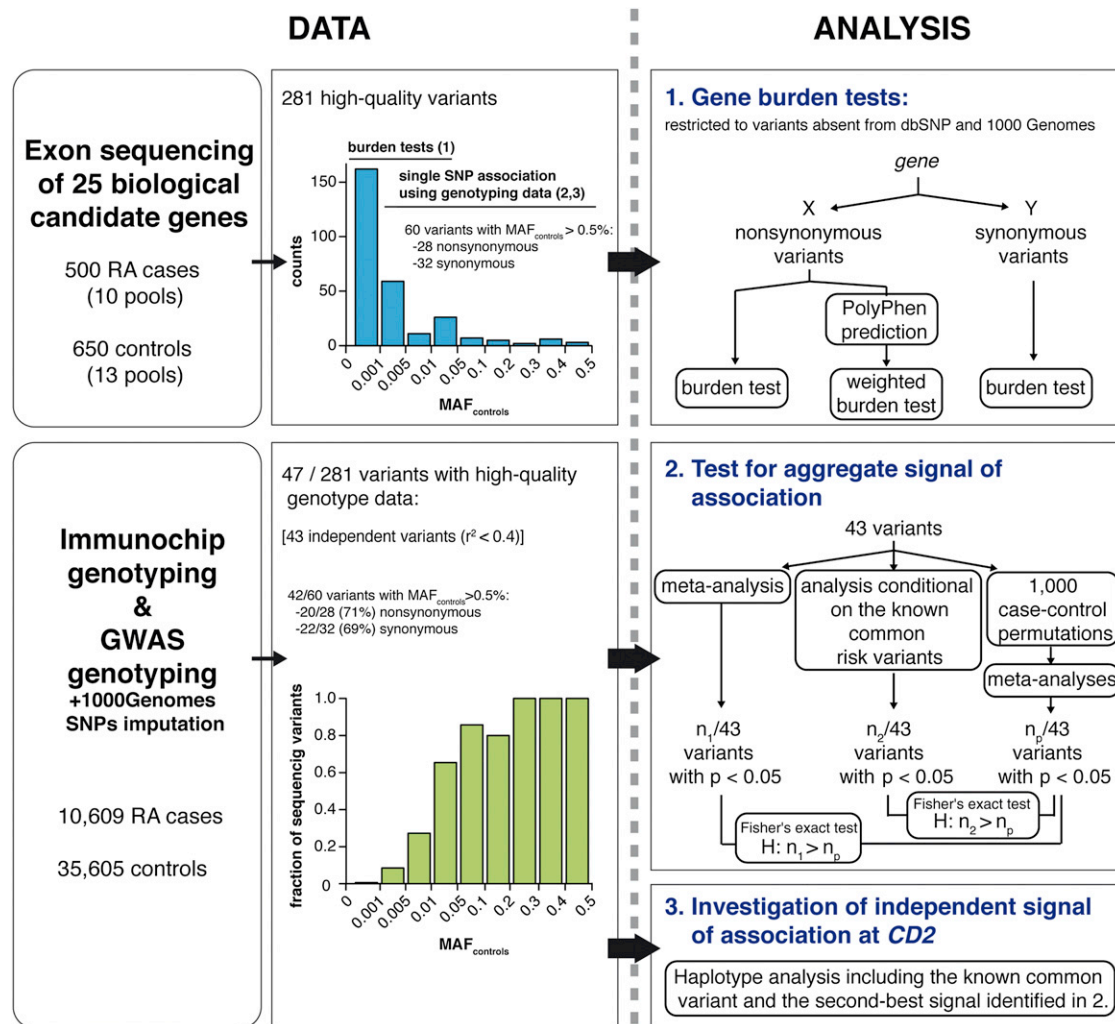 DATA
ANALYSIS
Exon sequencing
of 25 biological
candidate genes
500 RA cases
(10 pools)
650 controls
(13 pools)
281 high-quality variants
burden tests (1)
single SNP association
using genotyping data (2,3)
60 variants with MAFcontrols > 0.5%:
-28 nonsynonymous
-32 synonymous
counts
150
100
50
0
0
0.001
0.005
0.01
0.05
0.1
0.2
0.3
0.4
0.5
MAFcontrols
1. Gene burden tests:
restricted to variants absent from dbSNP and 1000 Genomes
gene
X
nonsynonymous
variants
Y
synonymous
variants
PolyPhen
prediction
burden test
weighted
burden test
burden test
Immunochip
genotyping
&
GWAS
genotyping
+1000Genomes
SNPs imputation
10,609 RA cases
35,605 controls
47 / 281 variants with high-quality
genotype data:
[43 independent variants (r² < 0.4)]
42/60 variants with MAFcontrols>0.5%:
-20/28 (71%) nonsynonymous
-22/32 (69%) synonymous
fraction of sequencig variants
1.0
0.8
0.6
0.4
0.2
0
0
0.001
0.005
0.01
0.05
0.1
0.2
0.3
0.4
0.5
MAFcontrols
2. Test for aggregate signal of
association
43 variants
meta-analysis
analysis conditional
on the known
common
risk variants
1,000
case-control
permutations
meta-analyses
n1/43
variants
with p < 0.05
n2/43
variants
with p < 0.05
np/43
variants
with p < 0.05
Fisher's exact test
H: n2 > np
Fisher's exact test
H: n1 > np
3. Investigation of independent signal
of association at CD2
Haplotype analysis including the known common
variant and the second-best signal identified in 2.